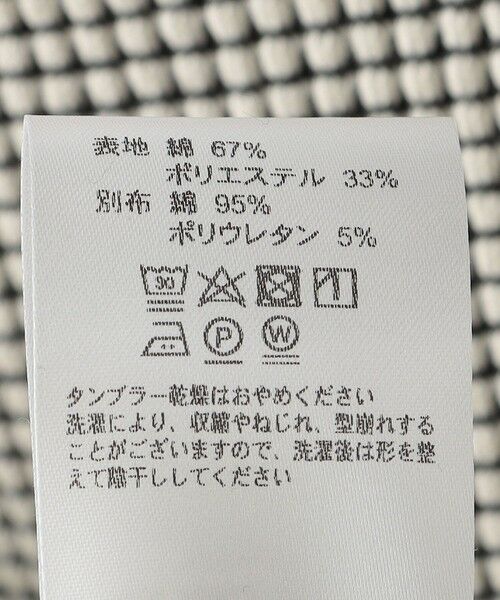 表地 綿 67%
ポリエステル 33%
別布 綿 95%
ポリウレタン 5%
90
P W
タンブラー乾燥はおやめください
洗濯により、収縮やねじれ、型崩れする
ことがございますので、洗濯後は形を整
えて陰干ししてください